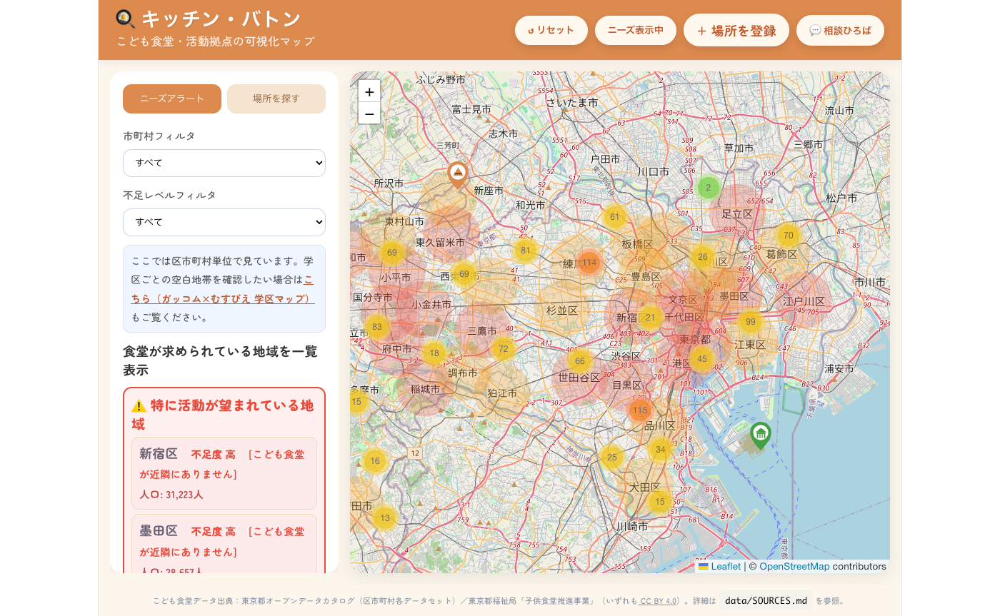 キッチン・バトン
こども食堂・活動拠点の可視化マップ
↺ リセット
ニーズ表示中
＋ 場所を登録
💬 相談ひろば
ニーズアラート
場所を探す
市町村フィルタ
すべて
不足レベルフィルタ
すべて
ここでは区市町村単位で見ています。学
区ごとの空白地帯を確認したい場合はこ
ちら（ガッコム×むすびえ 学区マップ）
もご覧ください。
食堂が求められている地域を一覧
表示
⚠️ 特に活動が望まれている地
域
新宿区 不足度 高 [こども食堂
が近隣にありません]
人口: 31,223人
墨田区 不足度 高 [こども食堂
が近隣にありません]
人口: 28,657人
+
−
ふじみ野市
さいたま市
富士見市
流山市
志木市
三芳町
三郷市
草加市
戸田市
川口市
所沢市
新座市
和光市
松戸市
2
足立区
61
東村山市
70
東久留米市
板橋区
葛飾区
和市
69
81
26
川区
練馬
114
小平市
西東
69
豊島区
市川市
国分寺市
小金井市
文京区
墨田区
江戸川区
杉並区
新宿区
21
千代田区
83
立市
三鷹市
99
東京都
府中市
18
72
江東区
66
渋谷区
45
港区
調布市
世田谷区
浦安市
目黒区
多摩市
稲城市
狛江市
15
115
品川区
16
12
25
34
神奈川県
大田区
15
田市
13
川崎市
東京都
千葉県
Leaflet | © OpenStreetMap contributors
こども食堂データ出典：東京都オープンデータカタログ（区市町村各データセット）／東京都福祉局「子供食堂推進事業」（いずれも CC BY 4.0）。詳細は data/SOURCES.md を参照。